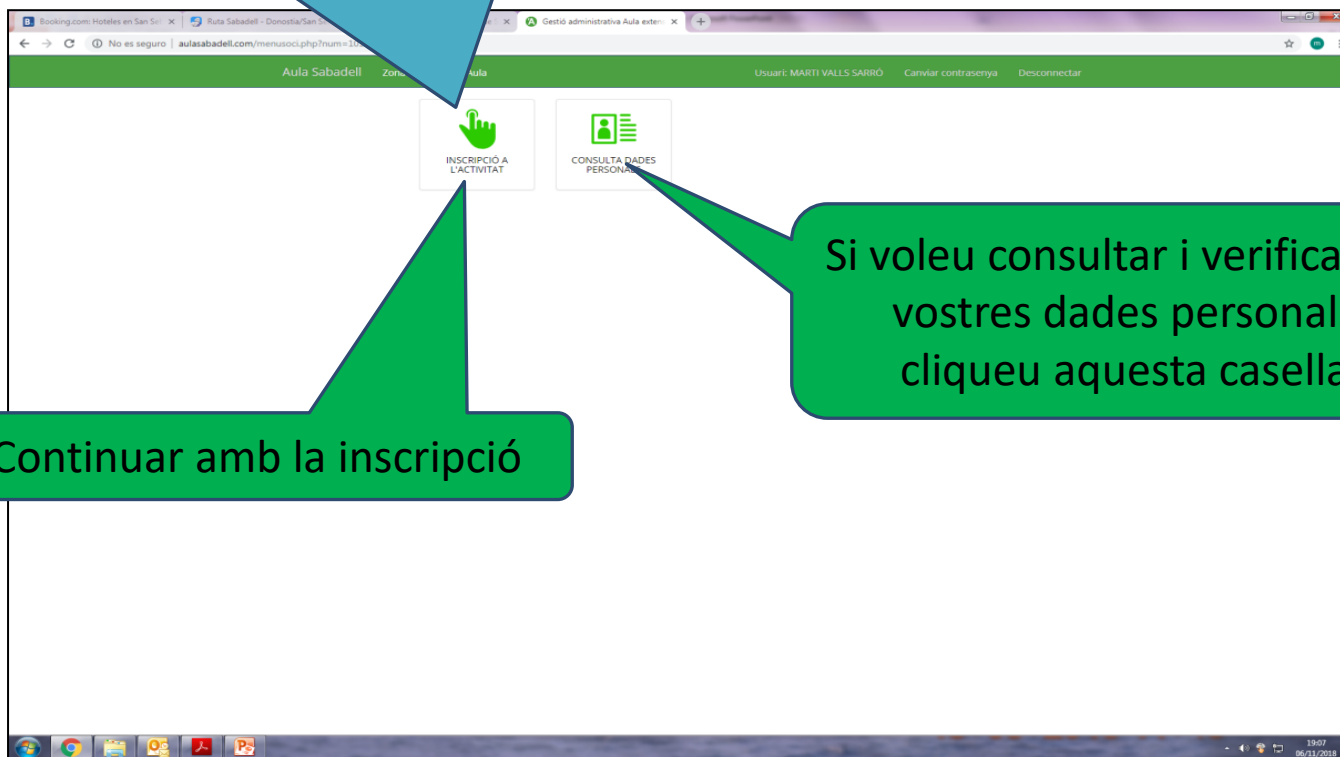 Booking.com: Hoteles en San Se
Ruta Sabadell - Donostia/San Se
Gestió administrativa Aula exten
No es seguro | aulasabadell.com/menusoci.php?num=10
Aula Sabadell
Aula
Usuari: MARTI VALLS SARRÓ
Canviar contrasenya
Desconnectar
INSCRIPCIÓ A
L'ACTIVITAT
CONSULTA DADES
PERSONALS
Si voleu consultar i verifica
vostres dades personal
cliqueu aquesta casella
Continuar amb la inscripció
19:07
06/11/2018